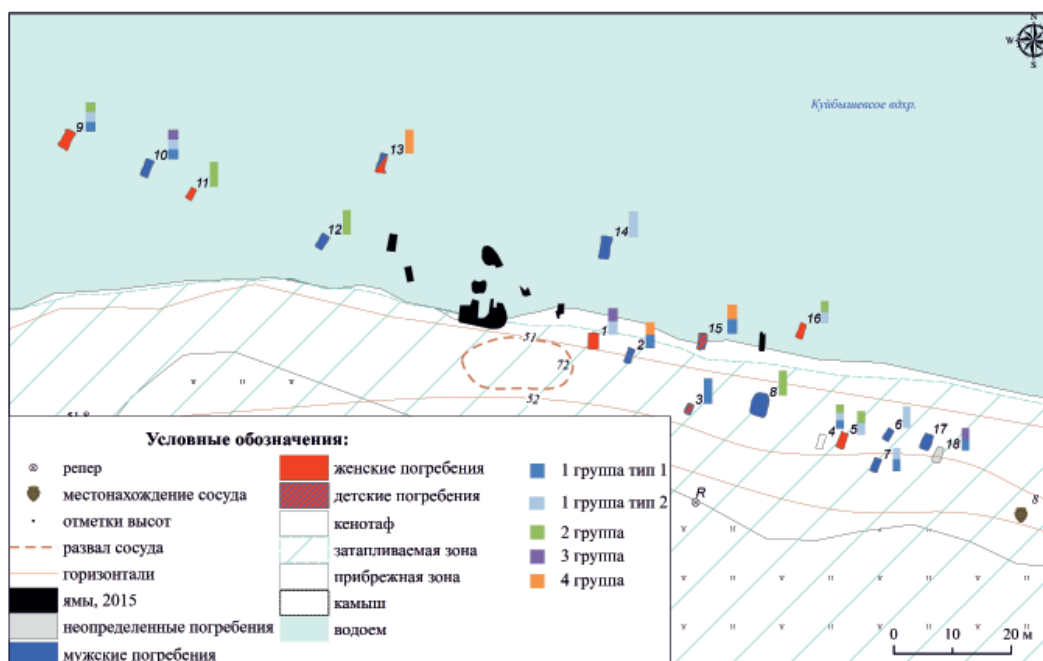 N
W
S
Куйбышевсое вдхр.
9
10
11
13
12
14
1
2
15
16
51
72
52
3
8
4
5
6
17
7
18
R
8
51,8
Условные обозначения:
репер
местонахождение сосуда
отметки высот
развал сосуда
горизонтали
ямы, 2015
неопределенные погребения
мужские погребения
женские погребения
детские погребения
кенотаф
затапливаемая зона
прибрежная зона
камыш
водоем
1 группа тип 1
1 группа тип 2
2 группа
3 группа
4 группа
0 10 20 м